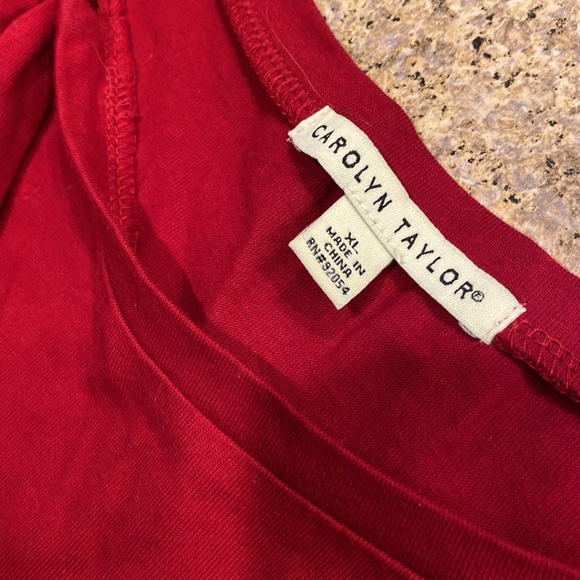 CAROLYN TAYLOR®
XL
MADE IN
CHINA
RN#92054